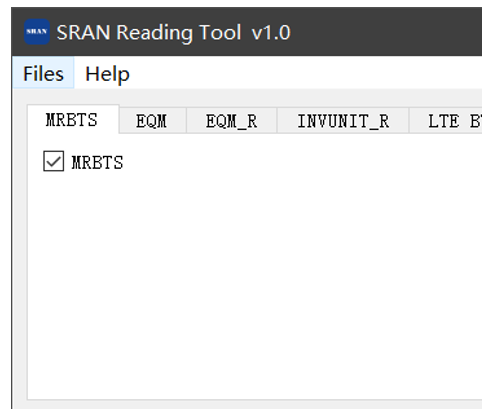 SRAN SRAN Reading Tool v1.0
Files Help
MRBTS EQM EQM_R INVUNIT_R LTE
MRBTS